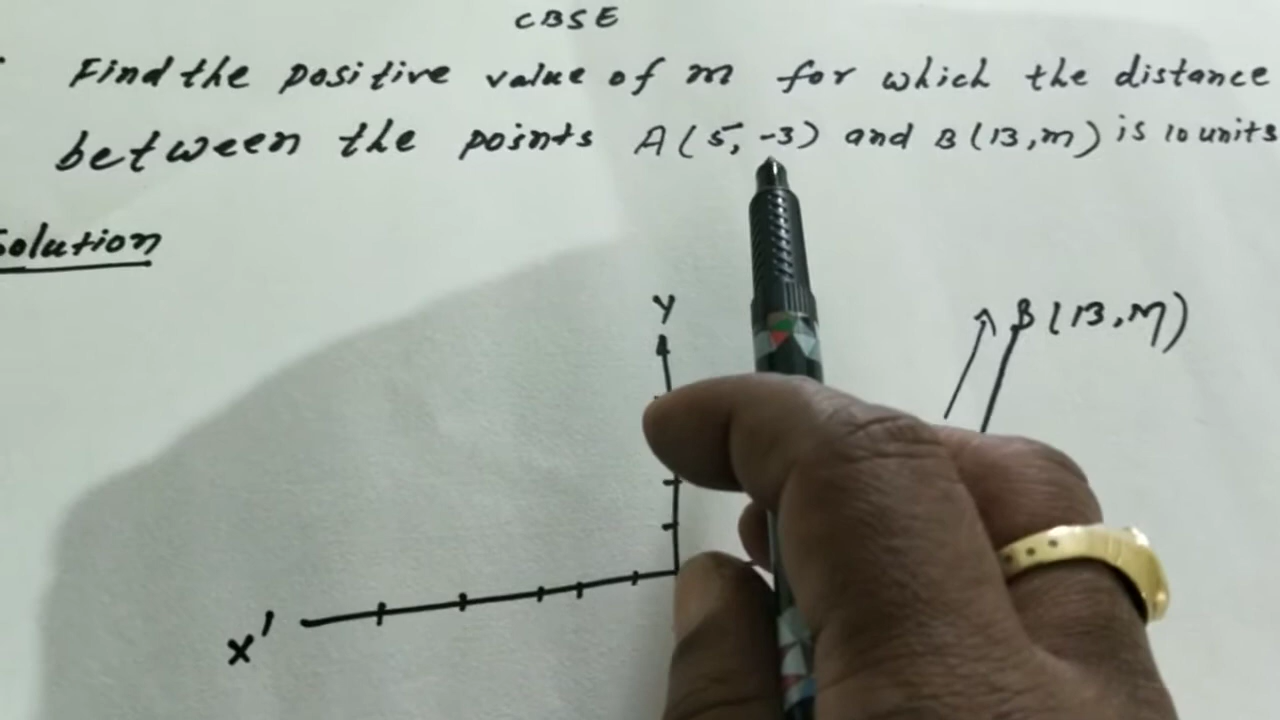 CBSE
Find the positive value of m for which the distance
between the points A(5, -3) and B(13,m) is 10 units
Solution
Y
B(13,m)
X'